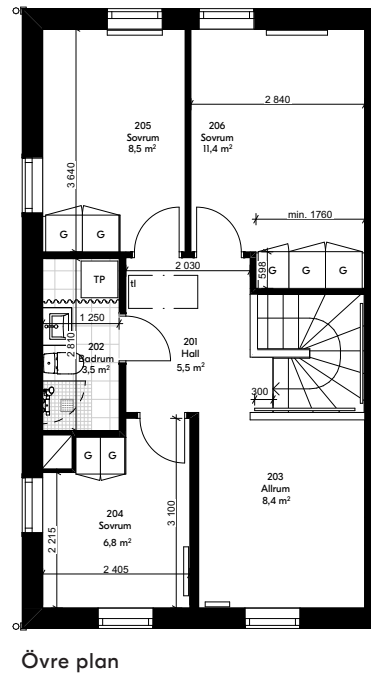 2 840
205
Sovrum
8,5 m²
206
Sovrum
11,4 m²
3 640
min. 1760
G G
2 030
598
G G G
TP
tl
1 250
2 810
202
Badrum
3,5 m²
201
Hall
5,5 m²
300
G G
3 100
203
Allrum
8,4 m²
2 215
204
Sovrum
6,8 m²
2 405
Övre plan